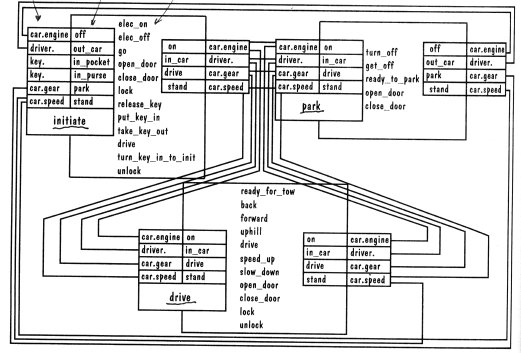 car.engine off
driver. out_car
key. in_pocket
key. in_purse
car.gear park
car.speed stand
initiate
elec_on
elec_off
go
open_door
close_door
lock
release_key
put_key_in
take_key_out
drive
turn_key_in_to_init
unlock
on car.engine
in_car driver.
drive car.gear
stand car.speed
car.engine on
driver. in_car
car.gear drive
car.speed stand
park
turn_off
get_off
ready_to_park
open_door
close_door
off car.engine
out_car driver.
park car.gear
stand car.speed
car.engine on
driver. in_car
car.gear drive
car.speed stand
drive
ready_for_tow
back
forward
uphill
drive
speed_up
slow_down
open_door
close_door
lock
unlock
on car.engine
in_car driver.
drive car.gear
stand car.speed